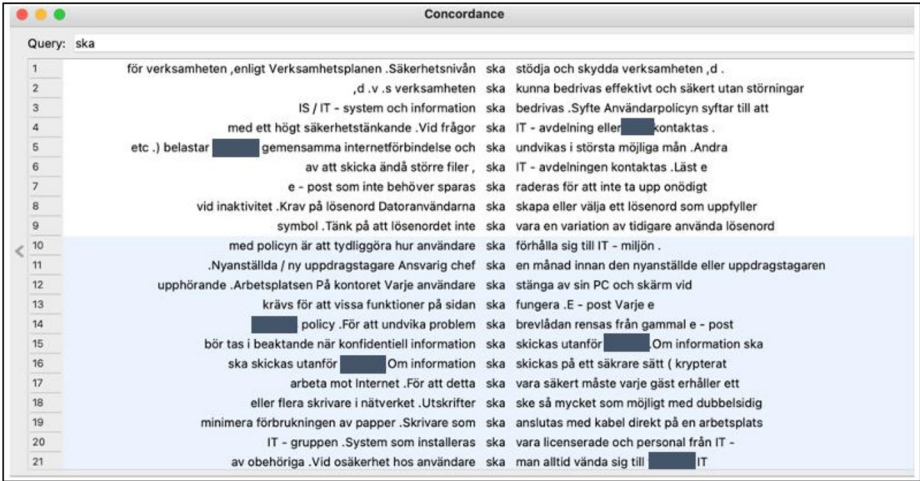 Concordance
Query: ska
1 för verksamheten ,enligt Verksamhetsplanen .Säkerhetsnivån ska stödja och skydda verksamheten ,d .
2 ,d .v .s verksamheten ska kunna bedrivas effektivt och säkert utan störningar
3 IS / IT - system och information ska bedrivas .Syfte Användarpolicyn syftar till att
4 med ett högt säkerhetstänkande .Vid frågor ska IT - avdelning eller kontaktas .
5 etc .) belastar gemensamma internetförbindelse och ska undvikas i största möjliga mån .Andra
6 av att skicka ändå större filer , ska IT - avdelningen kontaktas .Läst e
7 e - post som inte behöver sparas ska raderas för att inte ta upp onödigt
8 vid inaktivitet .Krav på lösenord Datoranvändarna ska skapa eller välja ett lösenord som uppfyller
9 symbol .Tänk på att lösenordet inte ska vara en variation av tidigare använda lösenord
10 med policyn är att tydliggöra hur användare ska förhålla sig till IT - miljön .
11 .Nyanställda / ny uppdragstagare Ansvarig chef ska en månad innan den nyanställde eller uppdragstagaren
12 upphörande .Arbetsplatsen På kontoret Varje användare ska stänga av sin PC och skärm vid
13 krävs för att vissa funktioner på sidan ska fungera .E - post Varje e
14 policy .För att undvika problem ska brevlådan rensas från gammal e - post
15 bör tas i beaktande när konfidentiell information ska skickas utanför .Om information ska
16 ska skickas utanför Om information ska skickas på ett säkrare sätt ( krypterat
17 arbeta mot Internet .För att detta ska vara säkert måste varje gäst erhåller ett
18 eller flera skrivare i nätverket .Utskrifter ska ske så mycket som möjligt med dubbelsidig
19 minimera förbrukningen av papper .Skrivare som ska anslutas med kabel direkt på en arbetsplats
20 IT - gruppen .System som installeras ska vara licenserade och personal från IT -
21 av obehöriga .Vid osäkerhet hos användare ska man alltid vända sig till IT